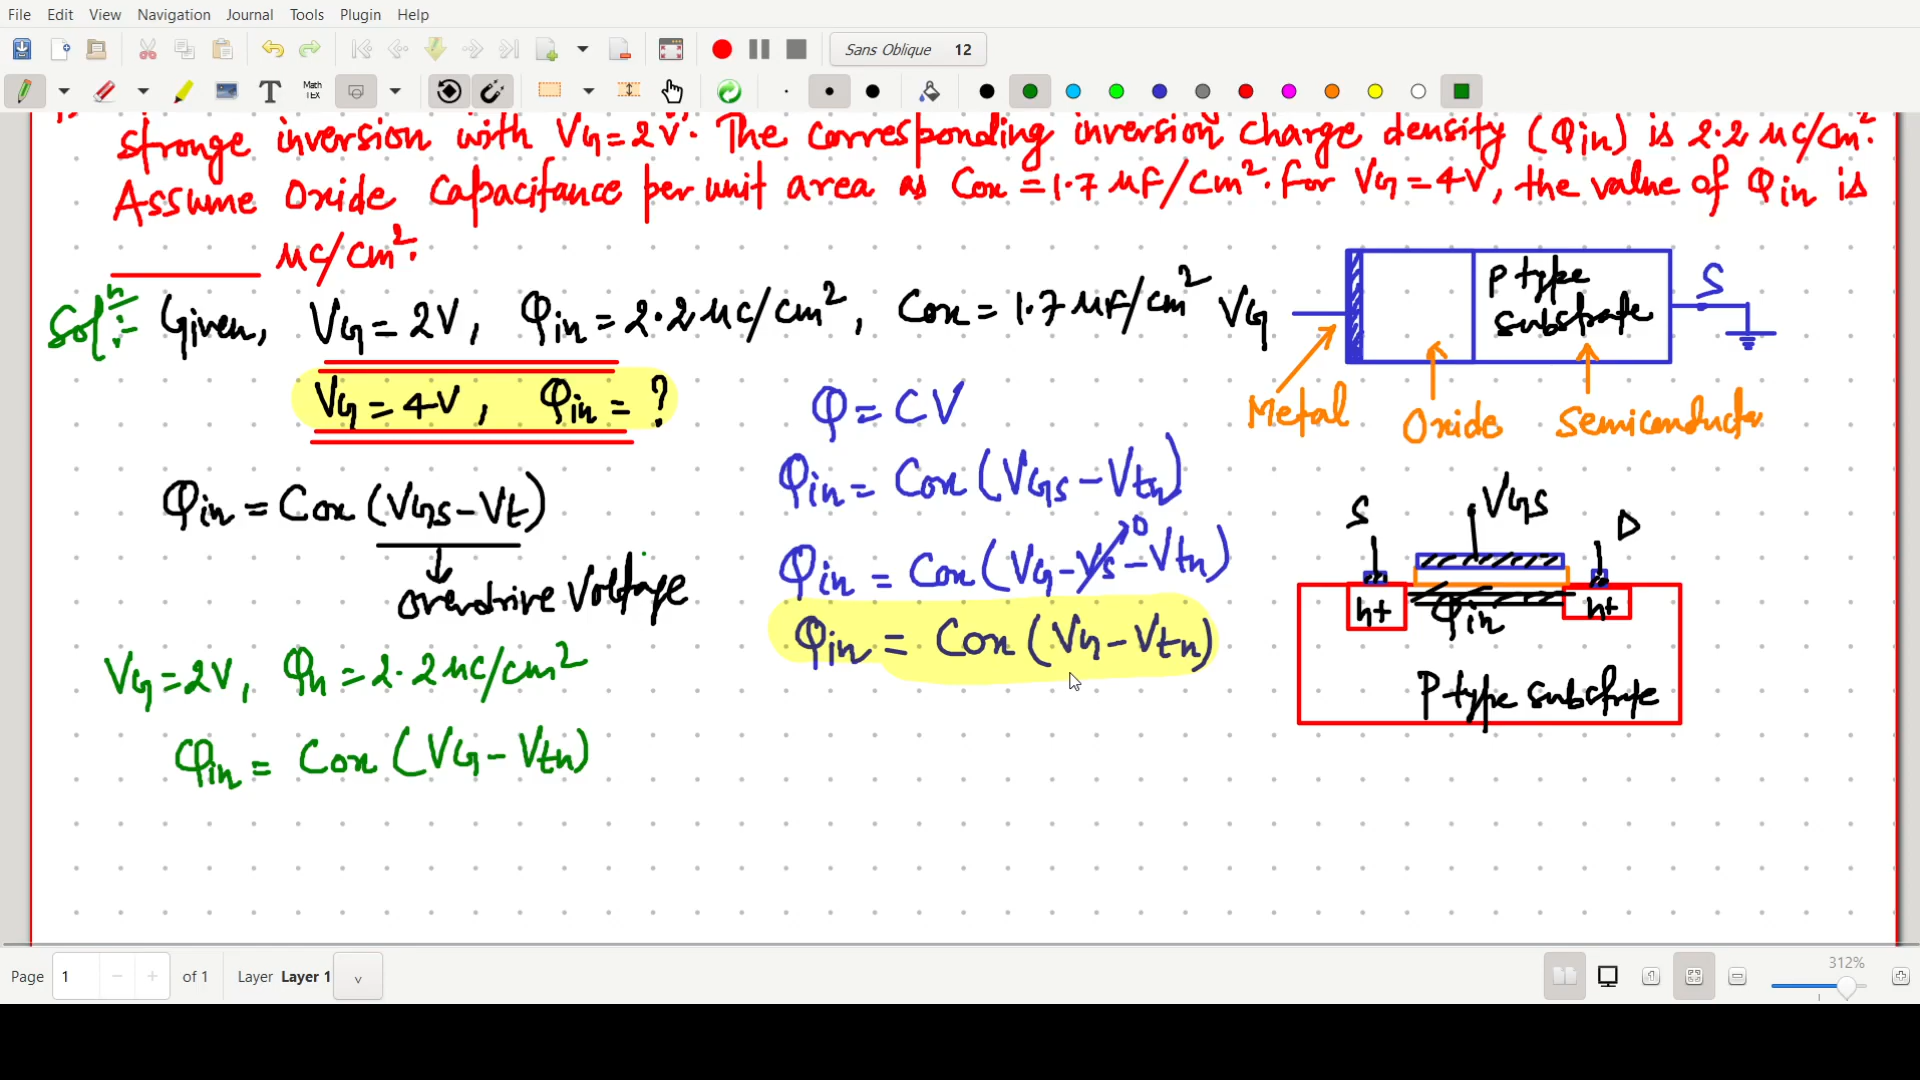 File Edit View Navigation Journal Tools Plugin Help
Sans Oblique 12
Math TEX
stronge inversion with VG=2V. The corresponding inversion charge density (Qin) is 2.2 μc/cm².
Assume Oxide capacitance per unit area as Cox = 1.7 μF/cm². For VG = 4V, the value of Qin is
______ μc/cm².
Solⁿ:- Given, VG = 2V, Qin = 2.2 μc/cm², Cox = 1.7 μF/cm²
VG = 4V, Qin = ?
Qin = Cox (VGS - Vt)
overdrive Voltage
VG = 2V, Qn = 2.2 μc/cm²
Qin = Cox (VG - Vtn)
Q = CV
Qin = Cox (VGS - Vtn)
Qin = Cox (VG - VS - Vtn)
0
Qin = Cox (VG - Vtn)
VG
P type
substrate
S
Metal Oxide Semiconductor
S VGS D
n+ Qin n+
P type substrate
Page 1 of 1 Layer Layer 1
312%